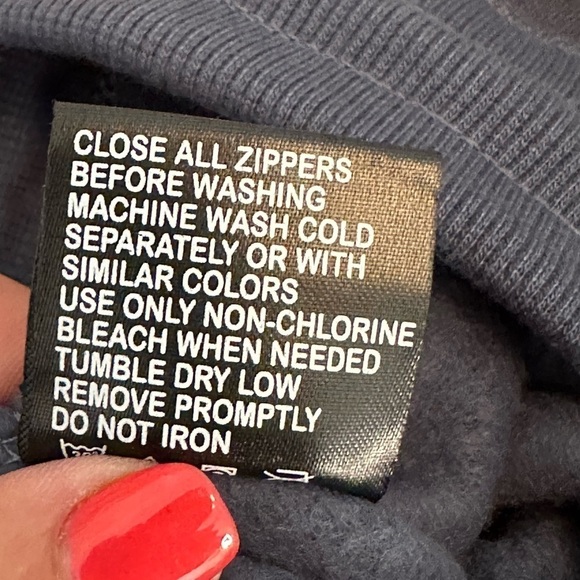 CLOSE ALL ZIPPERS
BEFORE WASHING
MACHINE WASH COLD
SEPARATELY OR WITH
SIMILAR COLORS
USE ONLY NON-CHLORINE
BLEACH WHEN NEEDED
TUMBLE DRY LOW
REMOVE PROMPTLY
DO NOT IRON